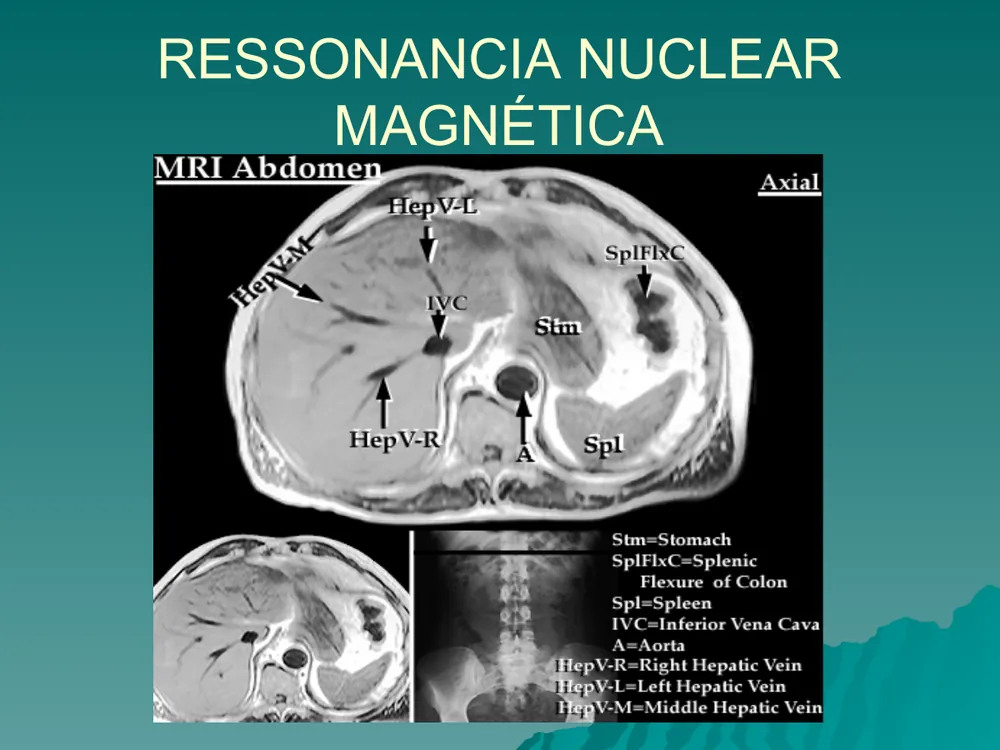 RESSONANCIA NUCLEAR
MAGNÉTICA
MRI Abdomen
Axial
HepV-L
HepV-M
SplFlxC
IVC
Stm
HepV-R
A
Spl
Stm=Stomach
SplFlxC=Splenic
Flexure of Colon
Spl=Spleen
IVC=Inferior Vena Cava
A=Aorta
HepV-R=Right Hepatic Vein
HepV-L=Left Hepatic Vein
HepV-M=Middle Hepatic Vein